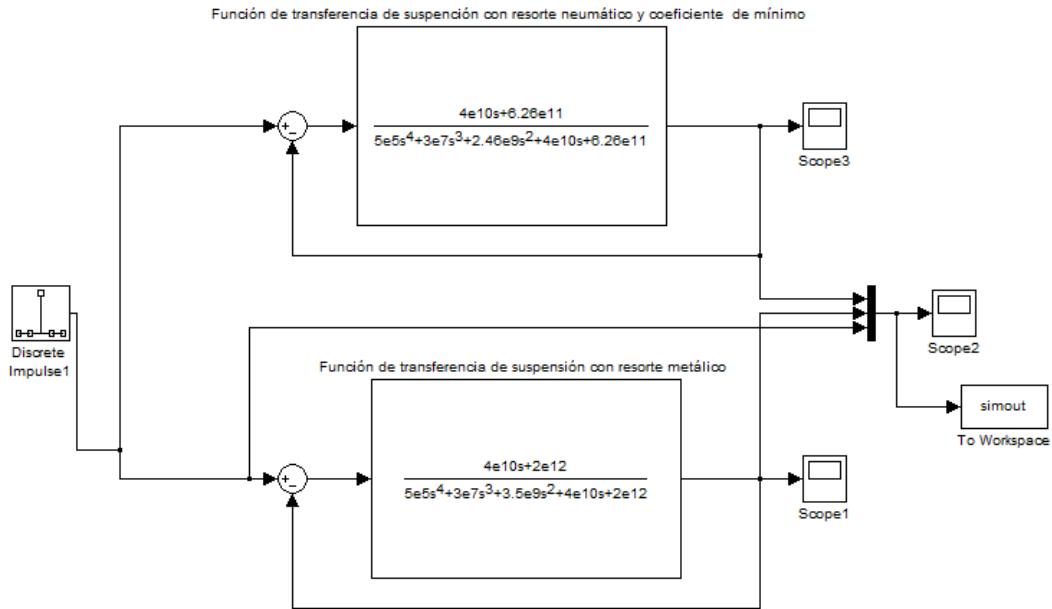 Función de transferencia de suspención con resorte neumático y coeficiente de mínimo
4e10s+6.26e11
5e5s⁴+3e7s³+2.46e9s²+4e10s+6.26e11
+
−
Scope3
Discrete
Impulse1
Scope2
Función de transferencia de suspensión con resorte metálico
simout
To Workspace
4e10s+2e12
5e5s⁴+3e7s³+3.5e9s²+4e10s+2e12
+
−
Scope1